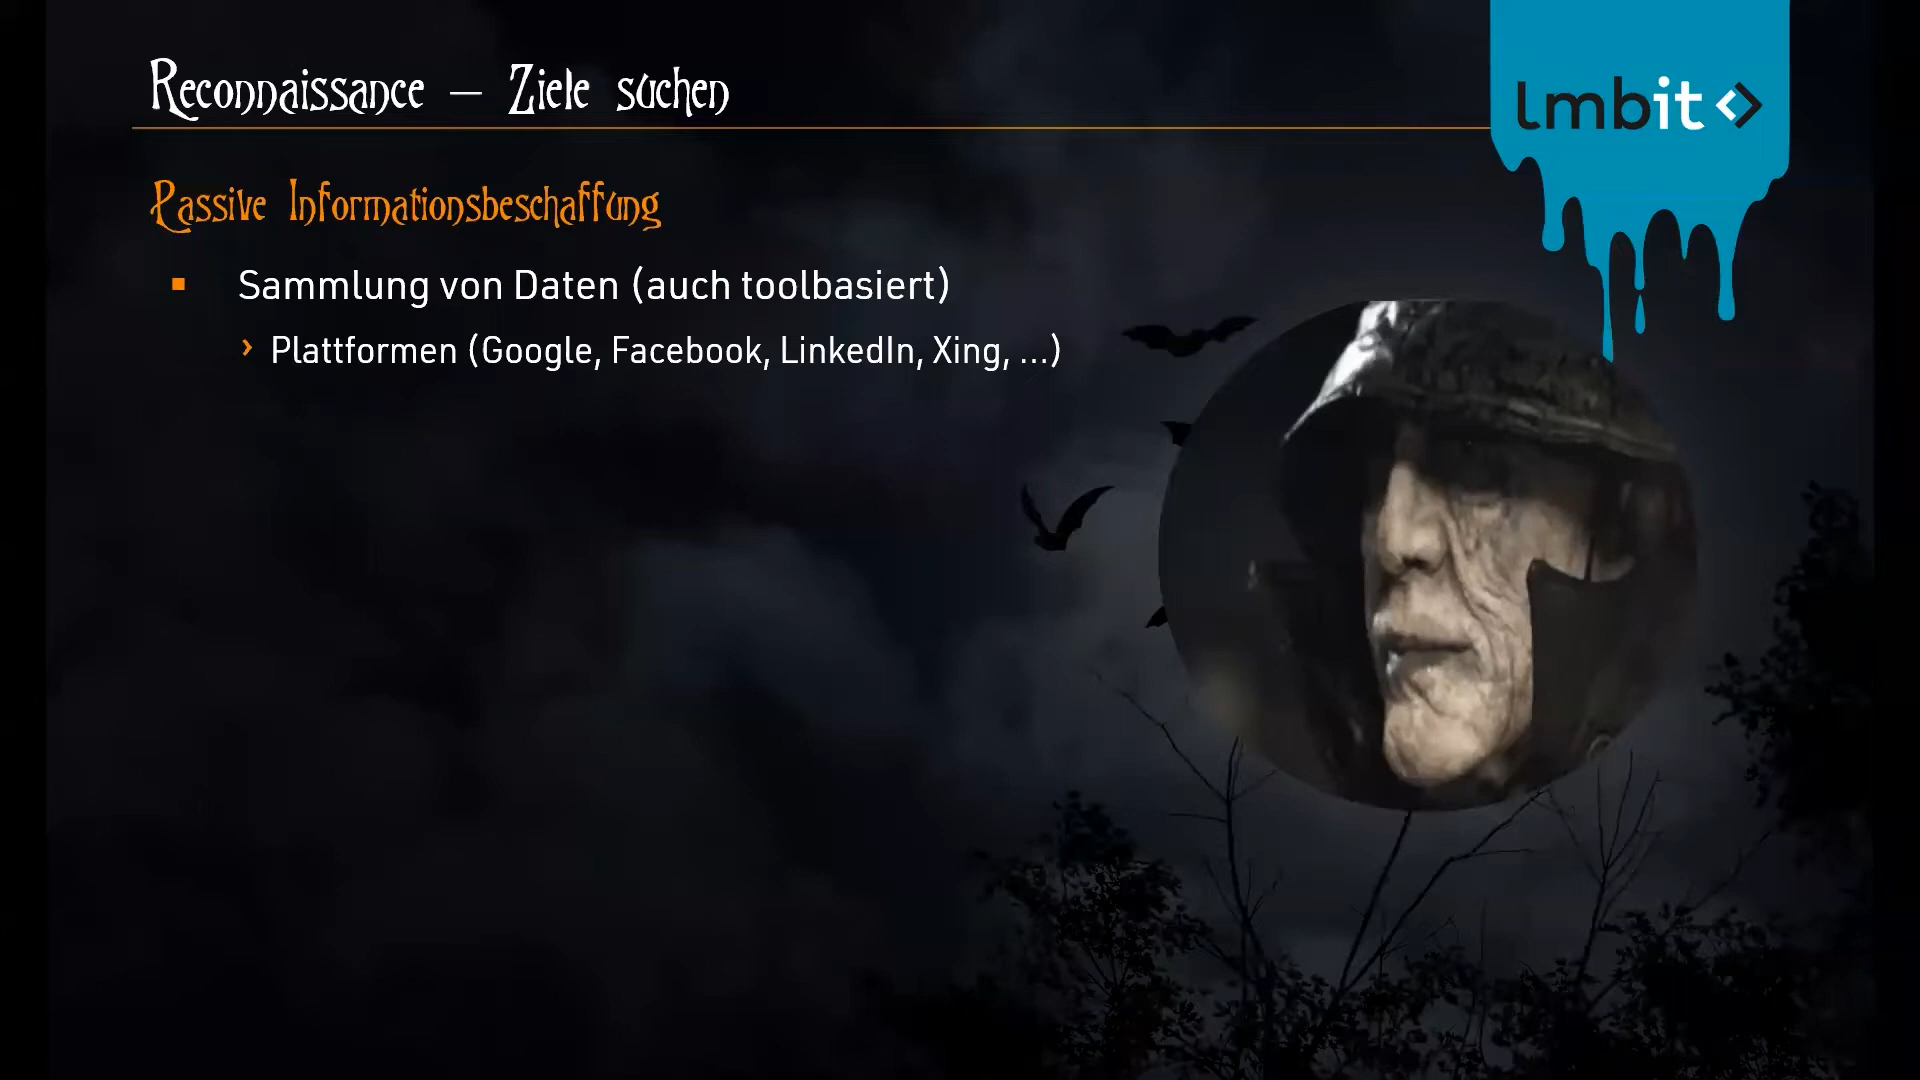 Reconnaissance – Ziele suchen
lmbit
Passive Informationsbeschaffung
Sammlung von Daten (auch toolbasiert)
Plattformen (Google, Facebook, LinkedIn, Xing, ...)